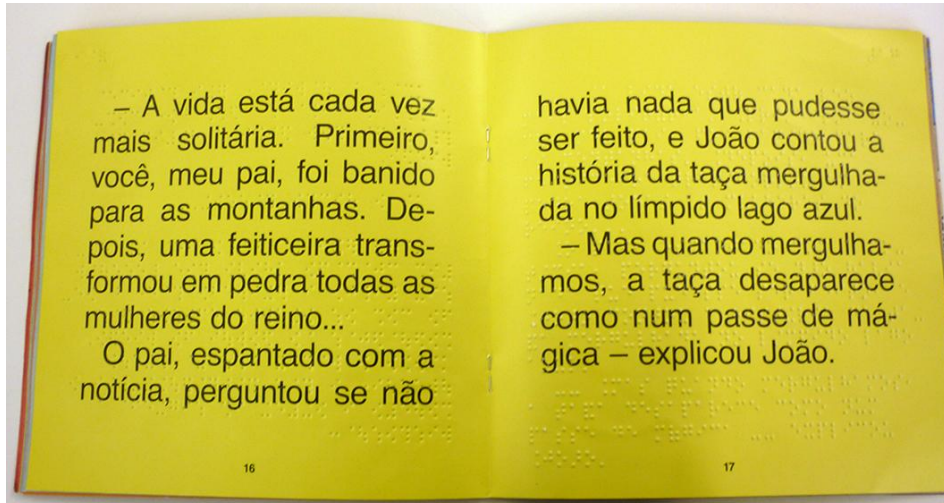 – A vida está cada vez
mais solitária. Primeiro,
você, meu pai, foi banido
para as montanhas. De-
pois, uma feiticeira trans-
formou em pedra todas as
mulheres do reino...
O pai, espantado com a
notícia, perguntou se não
16
havia nada que pudesse
ser feito, e João contou a
história da taça mergulha-
da no límpido lago azul.
– Mas quando mergulha-
mos, a taça desaparece
como num passe de má-
gica – explicou João.
17